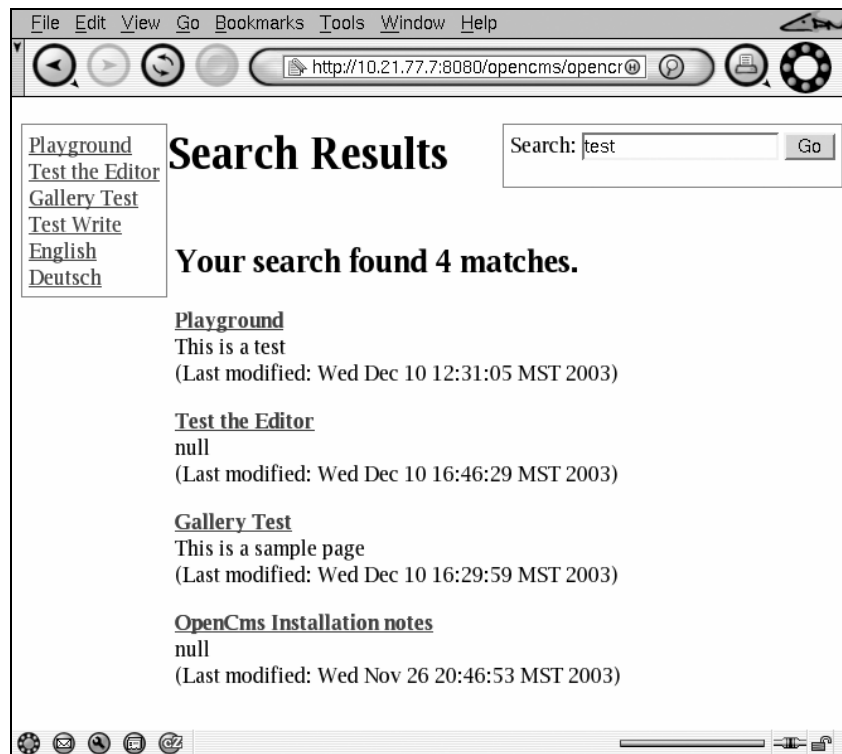 File Edit View Go Bookmarks Tools Window Help
http://10.21.77.7:8080/opencms/opencr
Playground
Test the Editor
Gallery Test
Test Write
English
Deutsch
Search Results
Search: test Go
Your search found 4 matches.
Playground
This is a test
(Last modified: Wed Dec 10 12:31:05 MST 2003)
Test the Editor
null
(Last modified: Wed Dec 10 16:46:29 MST 2003)
Gallery Test
This is a sample page
(Last modified: Wed Dec 10 16:29:59 MST 2003)
OpenCms Installation notes
null
(Last modified: Wed Nov 26 20:46:53 MST 2003)